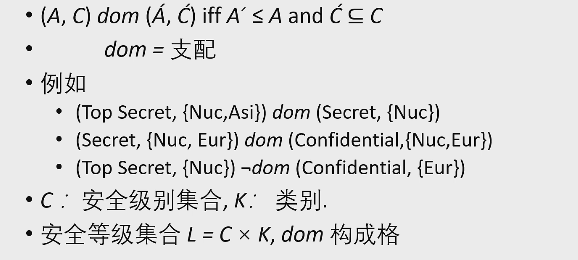 • (A, C) dom (Á, Ć) iff A´ ≤ A and Ć ⊆ C
• dom = 支配
• 例如
• (Top Secret, {Nuc,Asi}) dom (Secret, {Nuc})
• (Secret, {Nuc, Eur}) dom (Confidential,{Nuc,Eur})
• (Top Secret, {Nuc}) ¬dom (Confidential, {Eur})
• C： 安全级别集合, K： 类别.
• 安全等级集合 L = C × K, dom 构成格